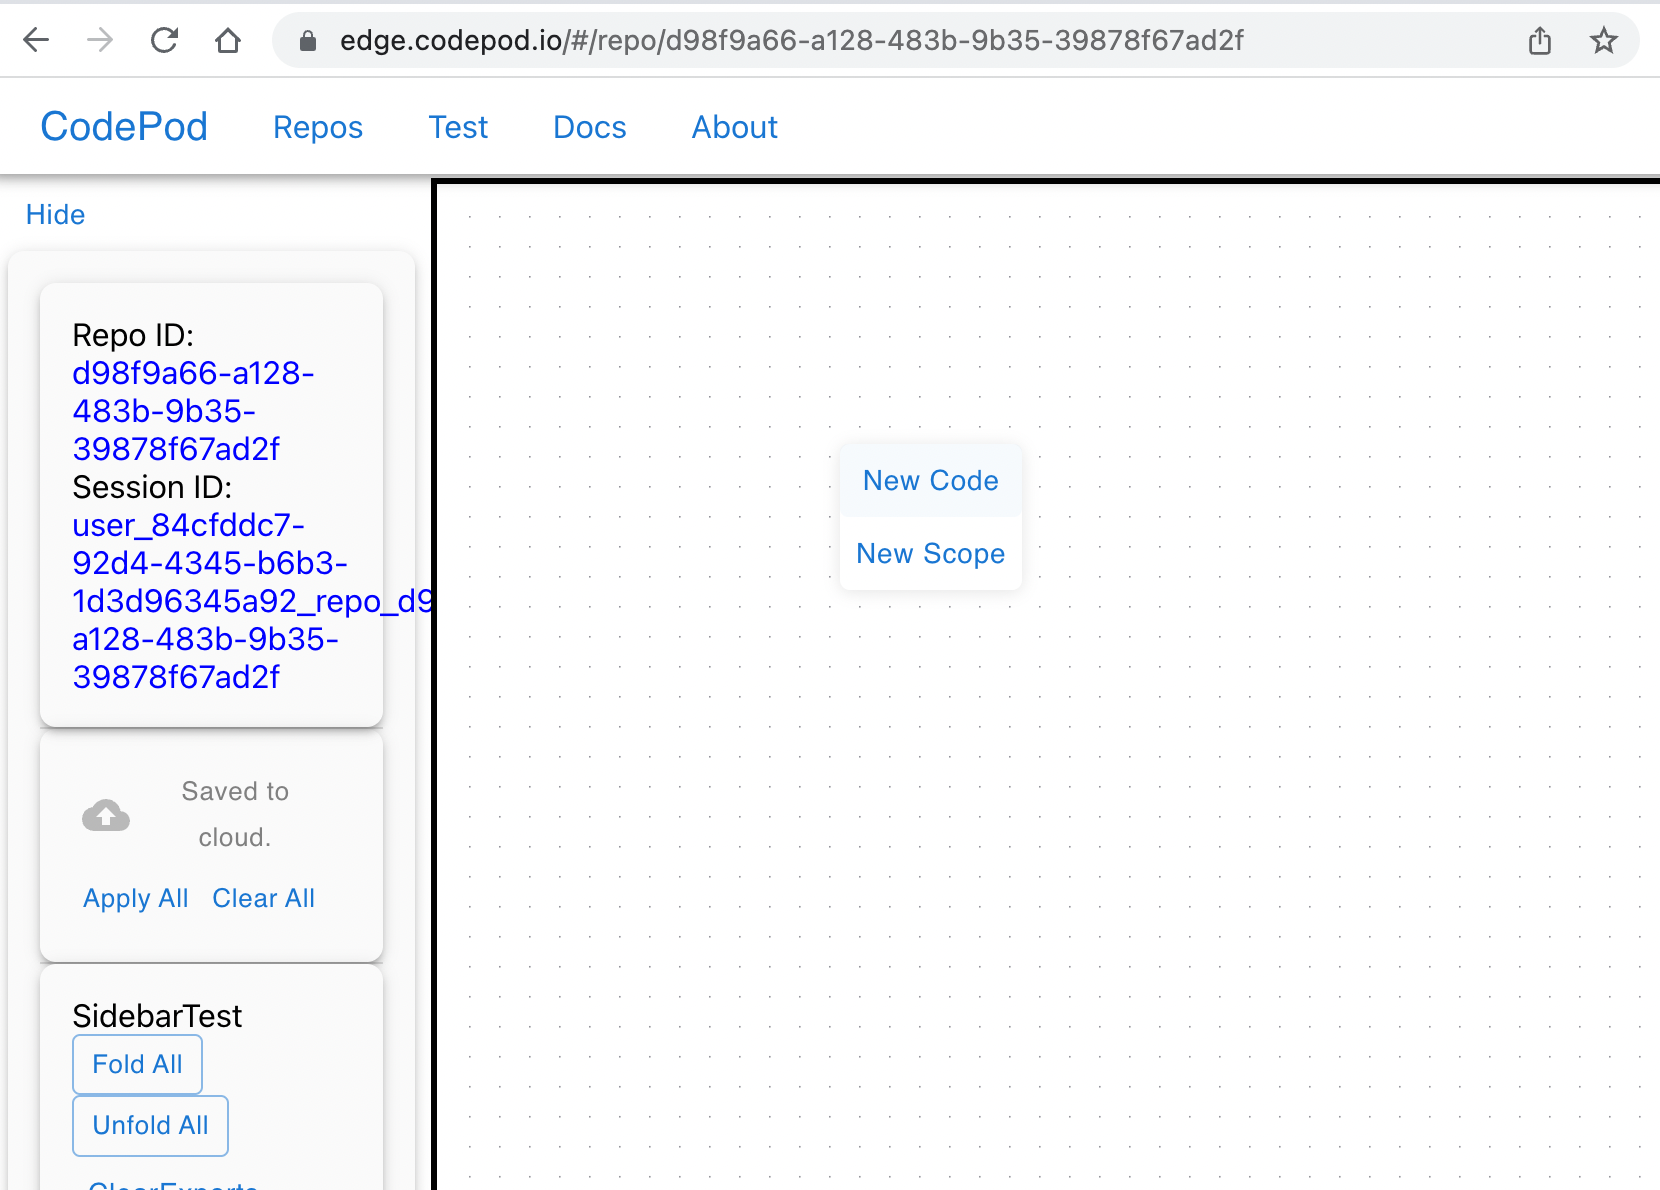 edge.codepod.io/#/repo/d98f9a66-a128-483b-9b35-39878f67ad2f
CodePod Repos Test Docs About
Hide
Repo ID:
d98f9a66-a128-
483b-9b35-
39878f67ad2f
Session ID:
user_84cfddc7-
92d4-4345-b6b3-
1d3d96345a92_repo_d9
a128-483b-9b35-
39878f67ad2f
Saved to
cloud.
Apply All Clear All
SidebarTest
Fold All
Unfold All
ClearExports
New Code
New Scope